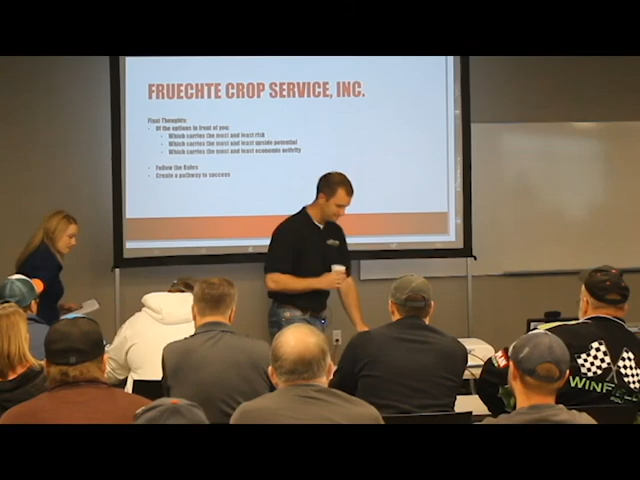 FRUECHTE CROP SERVICE, INC.
Final Thoughts:
• Of the options in front of you:
• Which carries the most and least risk
• Which carries the most and least upside potential
• Which carries the most and least economic activity
• Follow the Rules
• Create a pathway to success